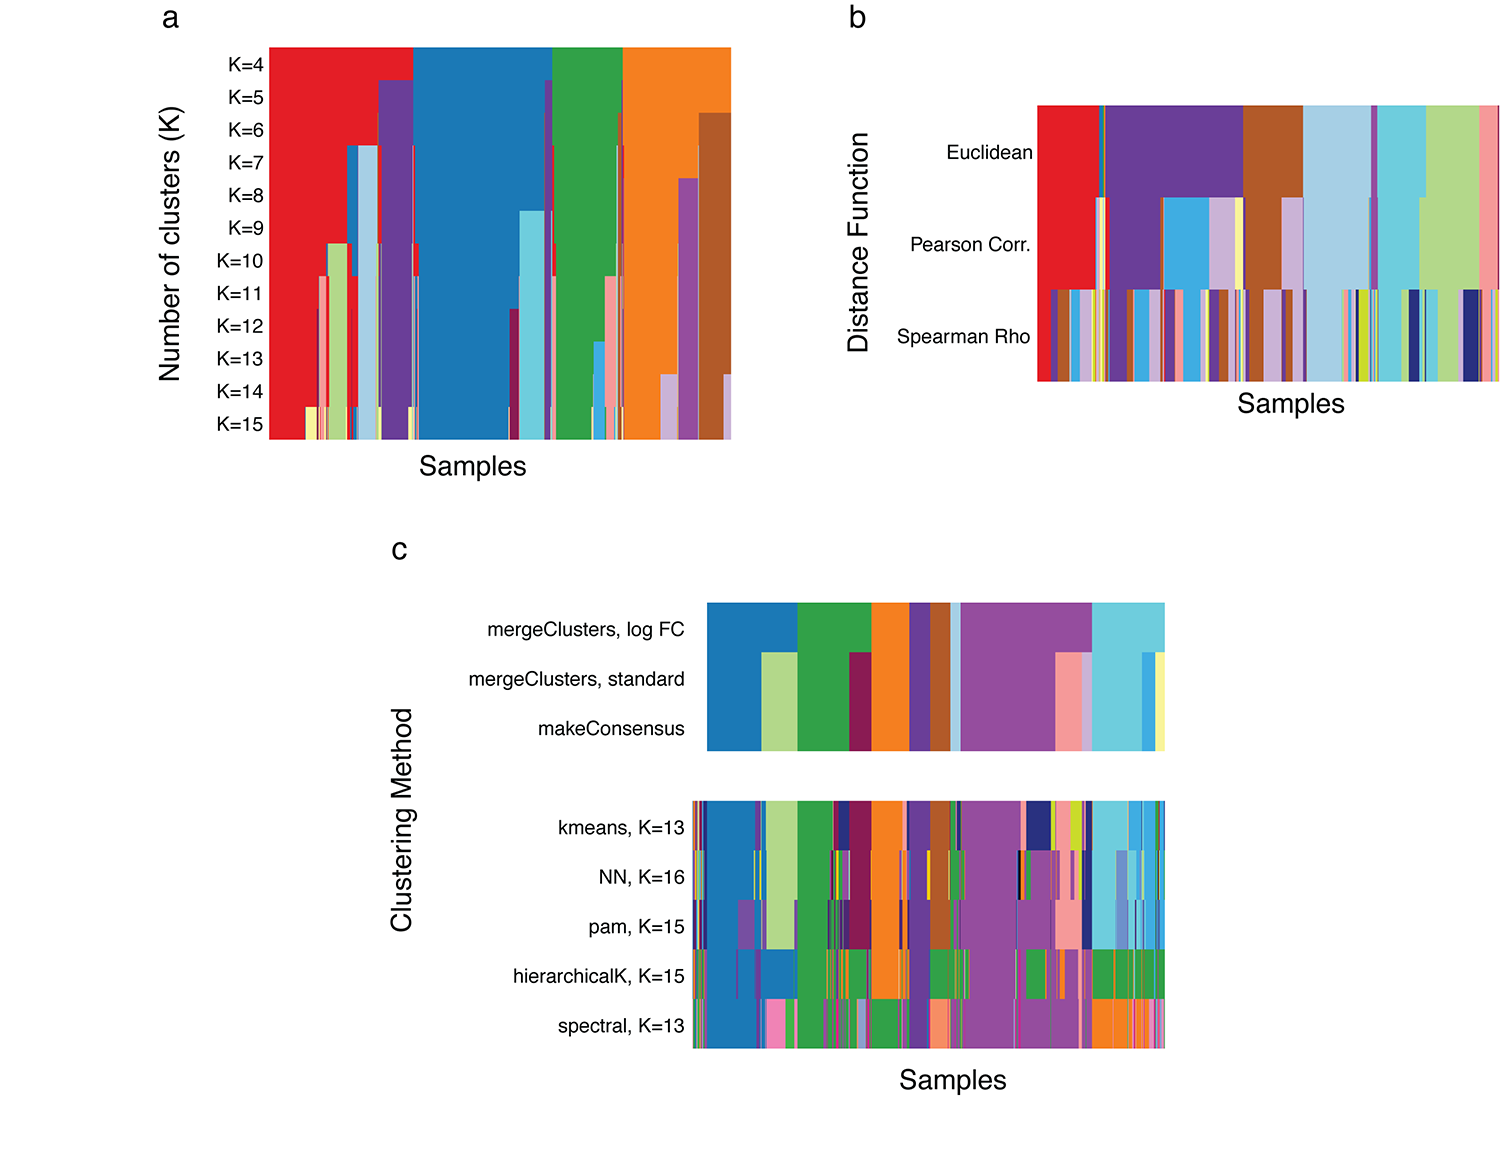 a
Number of clusters (K)
K=4
K=5
K=6
K=7
K=8
K=9
K=10
K=11
K=12
K=13
K=14
K=15
Samples
b
Distance Function
Euclidean
Pearson Corr.
Spearman Rho
Samples
c
Clustering Method
mergeClusters, log FC
mergeClusters, standard
makeConsensus
kmeans, K=13
NN, K=16
pam, K=15
hierarchicalK, K=15
spectral, K=13
Samples